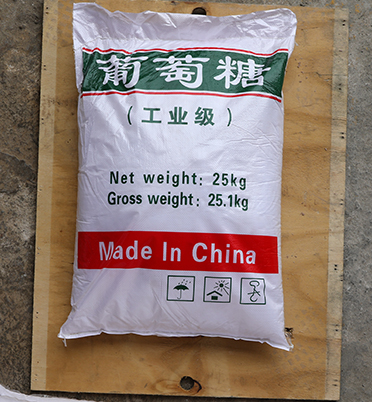 葡萄糖
(工业级)
Net weight: 25kg
Gross weight: 25.1kg
Made In China